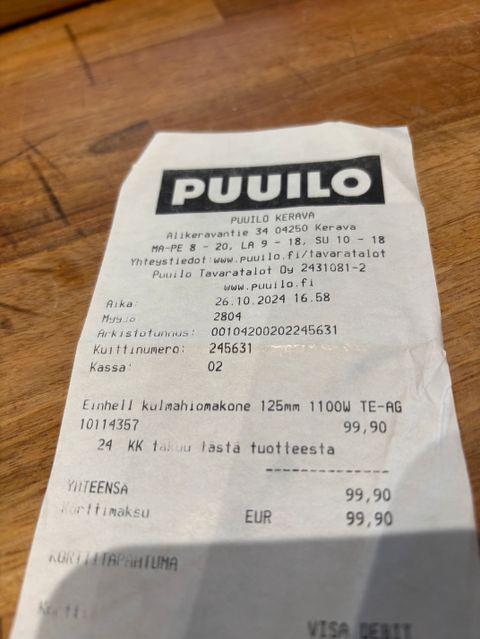 PUUILO
PUUILO KERAVA
Alikeravantie 34 04250 Kerava
MA-PE 8 - 20, LA 9 - 18, SU 10 - 18
Yhteystiedot:www.puuilo.fi/tavaratalot
Puuilo Tavaratalot Oy 2431081-2
www.puuilo.fi
Aika: 26.10.2024 16.58
Myyjä 2804
Arkistotunnus: 00104200202245631
Kuittinumero: 245631
Kassa: 02
Einhell kulmahiomakone 125mm 1100W TE-AG
10114357 99,90
24 KK takuu tästä tuotteesta
---------------
YHTEENSÄ 99,90
Korttimaksu EUR 99,90
KORTTITAPAHTUMA
Kortti:
VISA DEBIT